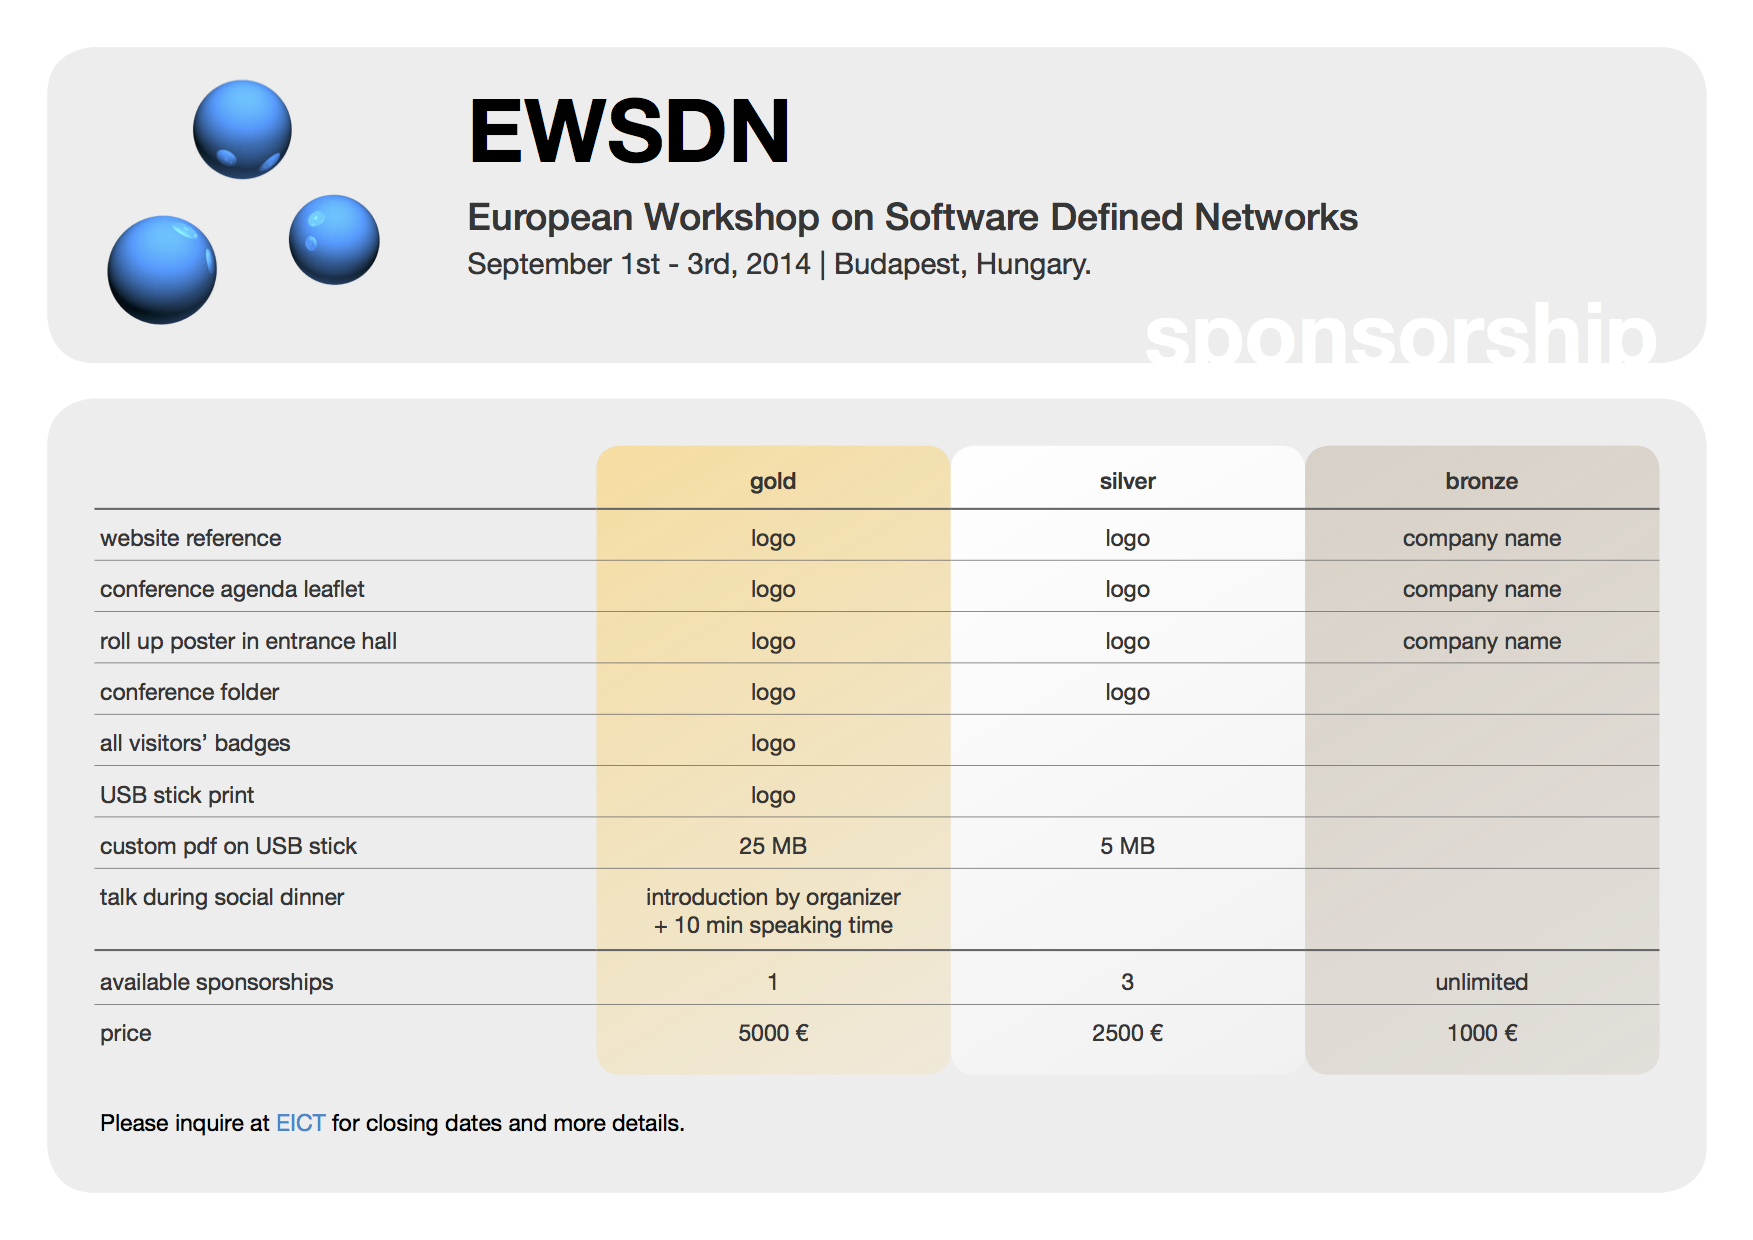 EWSDN
European Workshop on Software Defined Networks
September 1st - 3rd, 2014 | Budapest, Hungary.
sponsorship
gold silver bronze
website reference logo logo company name
conference agenda leaflet logo logo company name
roll up poster in entrance hall logo logo company name
conference folder logo logo
all visitors’ badges logo
USB stick print logo
custom pdf on USB stick 25 MB 5 MB
talk during social dinner introduction by organizer
+ 10 min speaking time
available sponsorships 1 3 unlimited
price 5000 € 2500 € 1000 €
Please inquire at EICT for closing dates and more details.